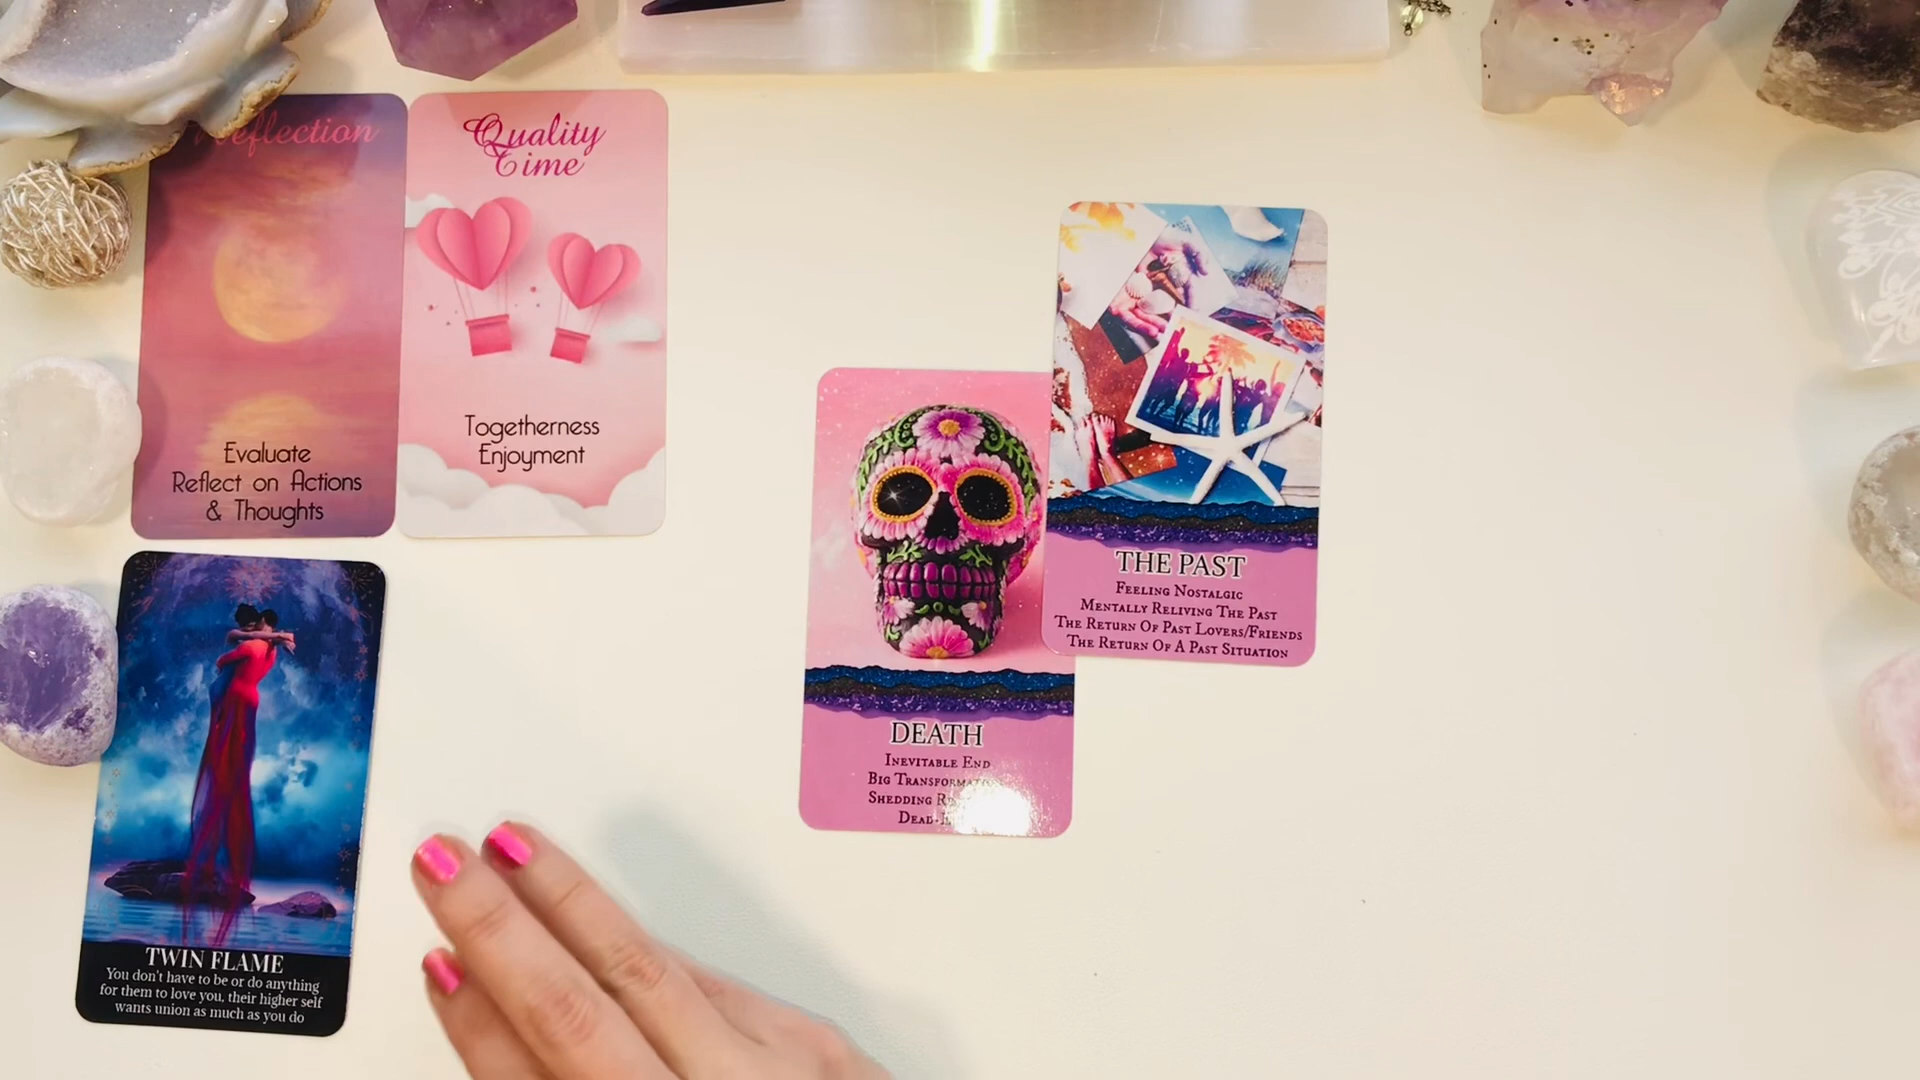 Reflection
Evaluate
Reflect on Actions
& Thoughts
Quality
Time
Togetherness
Enjoyment
TWIN FLAME
You don't have to be or do anything
for them to love you, their higher self
wants union as much as you do
DEATH
Inevitable End
Big Transformation
Shedding
THE PAST
Feeling Nostalgic
Mentally Reliving The Past
The Return Of Past Lovers/Friends
The Return Of A Past Situation